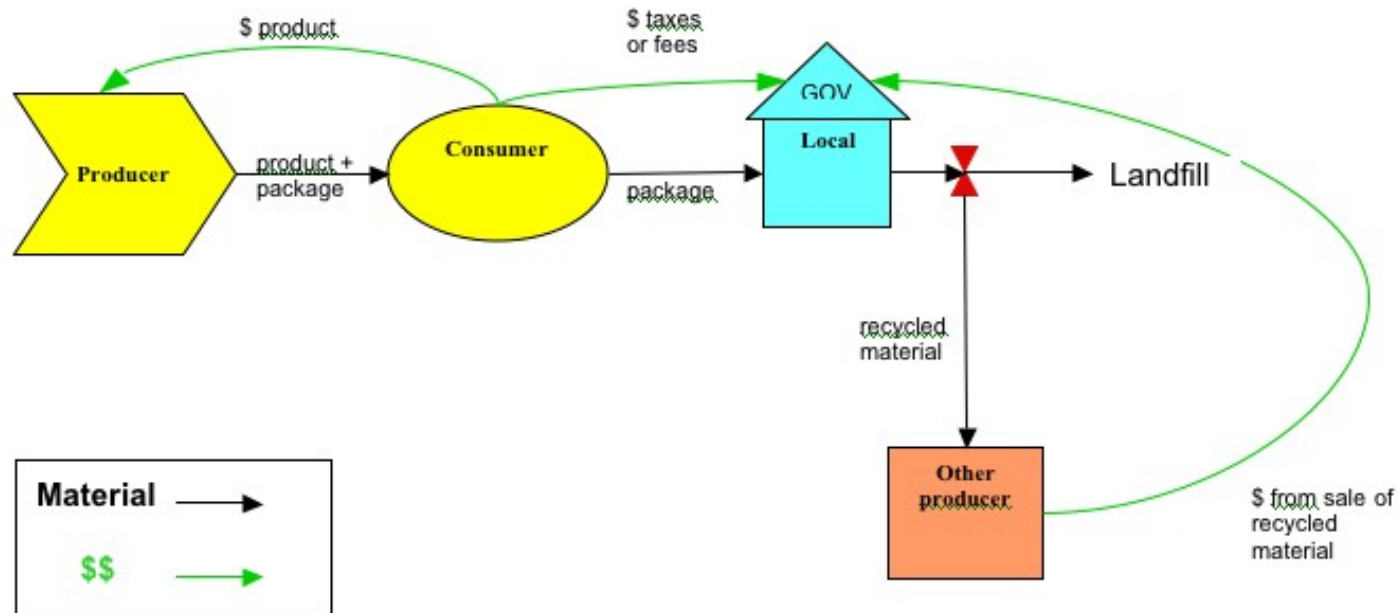 $ product
$ taxes
or fees
GOV
Local
Producer
product +
package
Consumer
package
Landfill
recycled
material
Other
producer
$ from sale of
recycled
material
Material
$$